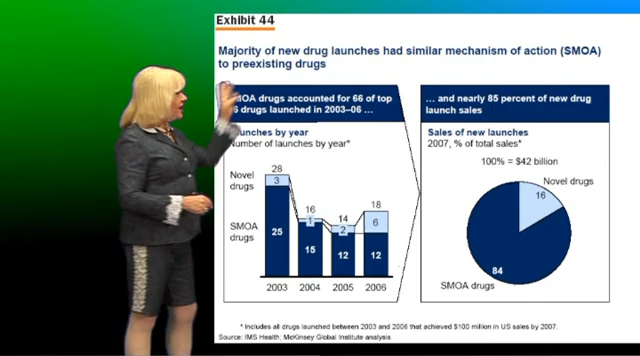 Exhibit 44
Majority of new drug launches had similar mechanism of action (SMOA)
to preexisting drugs
MOA drugs accounted for 66 of top
6 drugs launched in 2003–06 …
… and nearly 85 percent of new drug
launch sales
unches by year
Number of launches by year*
Sales of new launches
2007, % of total sales*
100% = $42 billion
Novel drugs
16
84
SMOA drugs
Novel
drugs
SMOA
drugs
28
3
25
16
1
15
14
2
12
18
6
12
2003 2004 2005 2006
* Includes all drugs launched between 2003 and 2006 that achieved $100 million in US sales by 2007.
Source: IMS Health; McKinsey Global Institute analysis